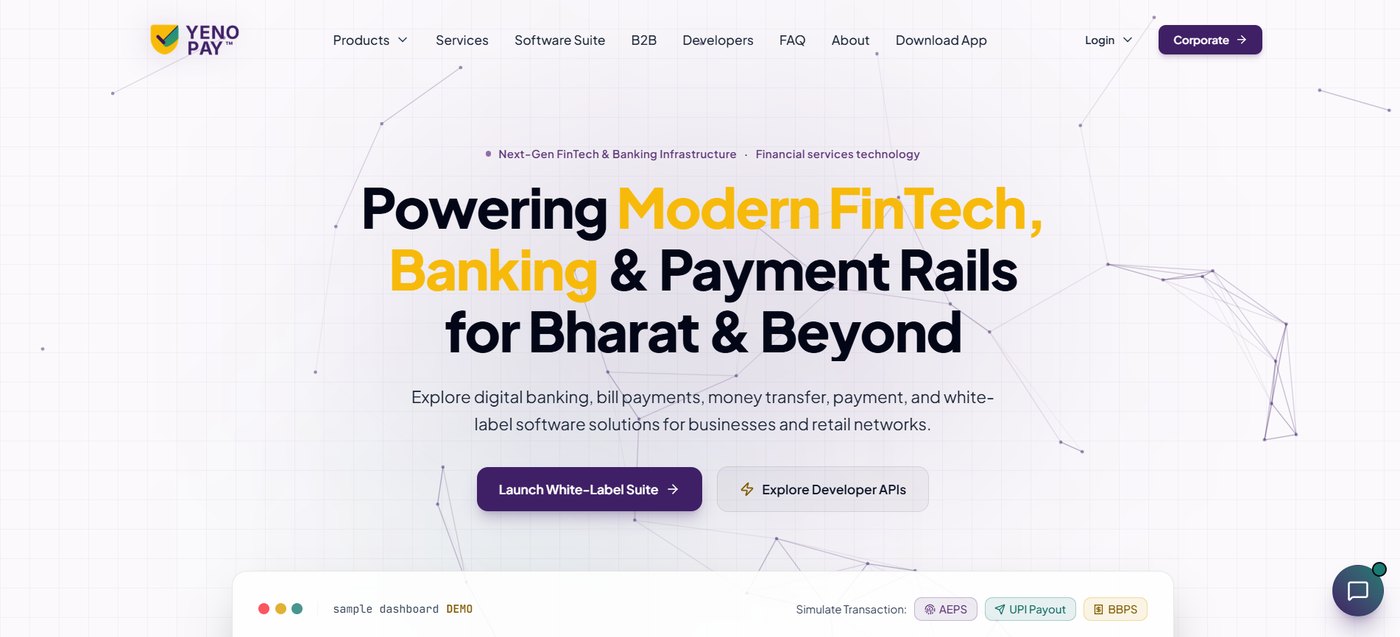 YENO
PAY™
Products Services Software Suite B2B Developers FAQ About Download App Login Corporate
Next-Gen FinTech & Banking Infrastructure · Financial services technology
Powering Modern FinTech,
Banking & Payment Rails
for Bharat & Beyond
Explore digital banking, bill payments, money transfer, payment, and white-
label software solutions for businesses and retail networks.
Launch White-Label Suite Explore Developer APIs
sample dashboard DEMO Simulate Transaction: AEPS UPI Payout BBPS